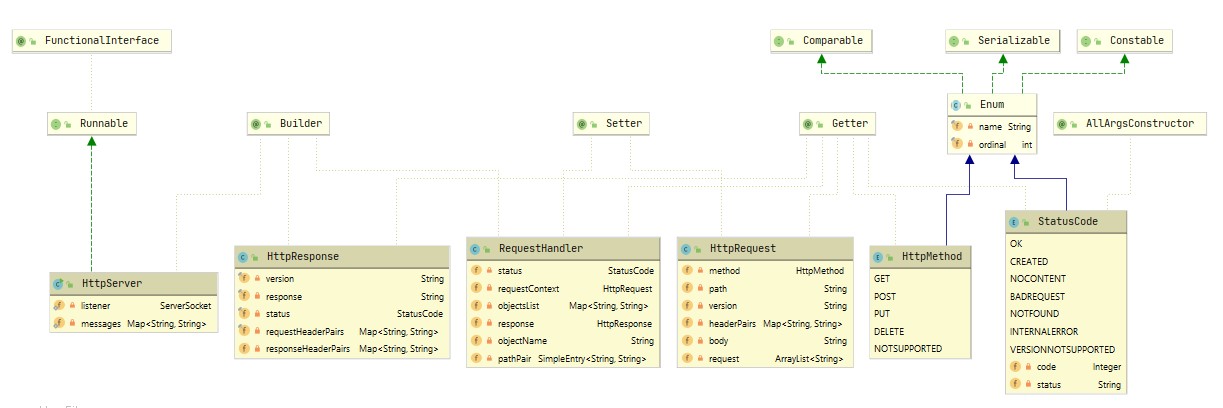 FunctionalInterface
Comparable
Serializable
Constable
Runnable
Builder
Setter
Getter
Enum
name String
ordinal int
AllArgsConstructor
HttpServer
listener ServerSocket
messages Map<String, String>
HttpResponse
version String
response String
status StatusCode
requestHeaderPairs Map<String, String>
responseHeaderPairs Map<String, String>
RequestHandler
status StatusCode
requestContext HttpRequest
objectsList Map<String, String>
response HttpResponse
objectName String
pathPair SimpleEntry<String, String>
HttpRequest
method HttpMethod
path String
version String
headerPairs Map<String, String>
body String
request ArrayList<String>
HttpMethod
GET
POST
PUT
DELETE
NOTSUPPORTED
StatusCode
OK
CREATED
NOCONTENT
BADREQUEST
NOTFOUND
INTERNALERROR
VERSIONNOTSUPPORTED
code Integer
status String